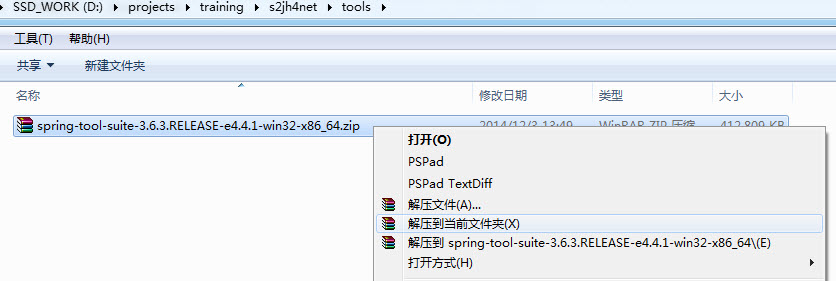 SSD_WORK (D:) ▸ projects ▸ training ▸ s2jh4net ▸ tools ▸
工具(T) 帮助(H)
共享 ▼ 新建文件夹
名称 修改日期 类型 大小
spring-tool-suite-3.6.3.RELEASE-e4.4.1-win32-x86_64.zip 2014/12/3 13:49 WinRAR ZIP 压缩 412,809 KB
打开(O)
PSPad
PSPad TextDiff
解压文件(A)...
解压到当前文件夹(X)
解压到 spring-tool-suite-3.6.3.RELEASE-e4.4.1-win32-x86_64\(E)
打开方式(H)